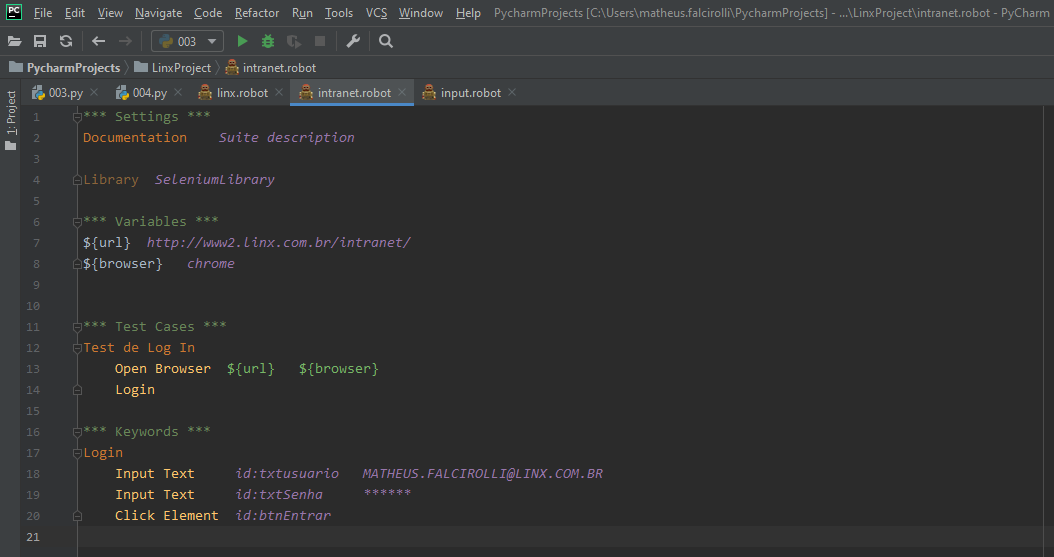 PC File Edit View Navigate Code Refactor Run Tools VCS Window Help PycharmProjects [C:\Users\matheus.falcirolli\PycharmProjects] - ...\LinxProject\intranet.robot - PyCharm
003
PycharmProjects LinxProject intranet.robot
003.py 004.py linx.robot intranet.robot input.robot
1: Project
1 *** Settings ***
2 Documentation Suite description
3
4 Library SeleniumLibrary
5
6 *** Variables ***
7 ${url} http://www2.linx.com.br/intranet/
8 ${browser} chrome
9
10
11 *** Test Cases ***
12 Test de Log In
13 Open Browser ${url} ${browser}
14 Login
15
16 *** Keywords ***
17 Login
18 Input Text id:txtusuario MATHEUS.FALCIROLLI@LINX.COM.BR
19 Input Text id:txtSenha ******
20 Click Element id:btnEntrar
21